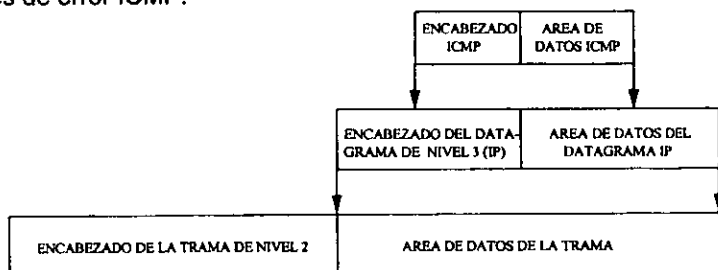 de error ICMP.
ENCABEZADO
ICMP
AREA DE
DATOS ICMP
ENCABEZADO DEL DATA-
GRAMA DE NIVEL 3 (IP)
AREA DE DATOS DEL
DATAGRAMA IP
ENCABEZADO DE LA TRAMA DE NIVEL 2
AREA DE DATOS DE LA TRAMA